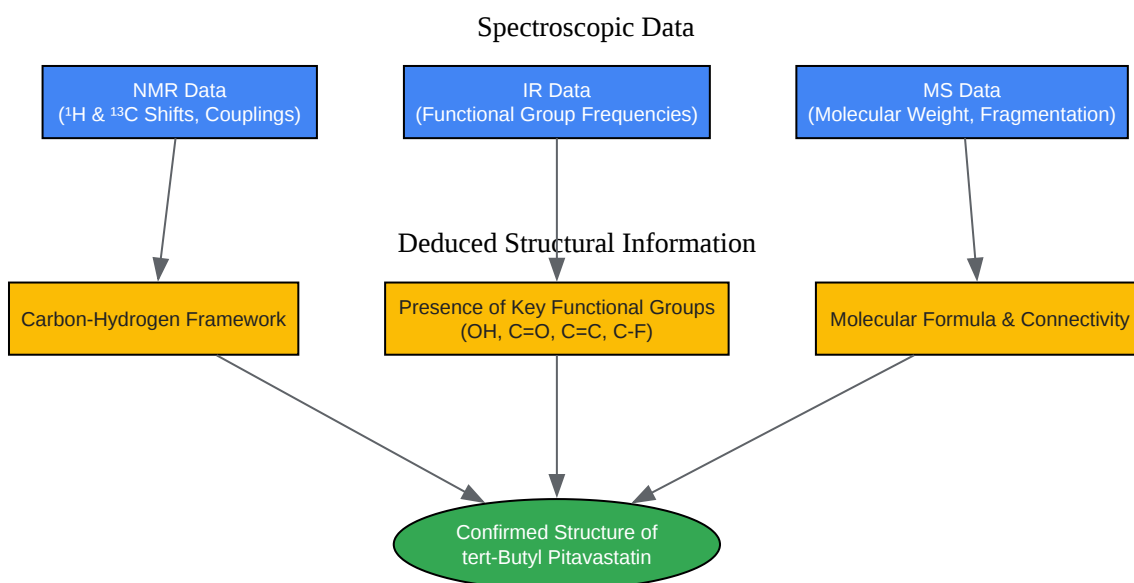 Spectroscopic Data
NMR Data
(¹H & ¹³C Shifts, Couplings)
IR Data
(Functional Group Frequencies)
MS Data
(Molecular Weight, Fragmentation)
Deduced Structural Information
Carbon-Hydrogen Framework
Presence of Key Functional Groups
(OH, C=O, C=C, C-F)
Molecular Formula & Connectivity
Confirmed Structure of
tert-Butyl Pitavastatin